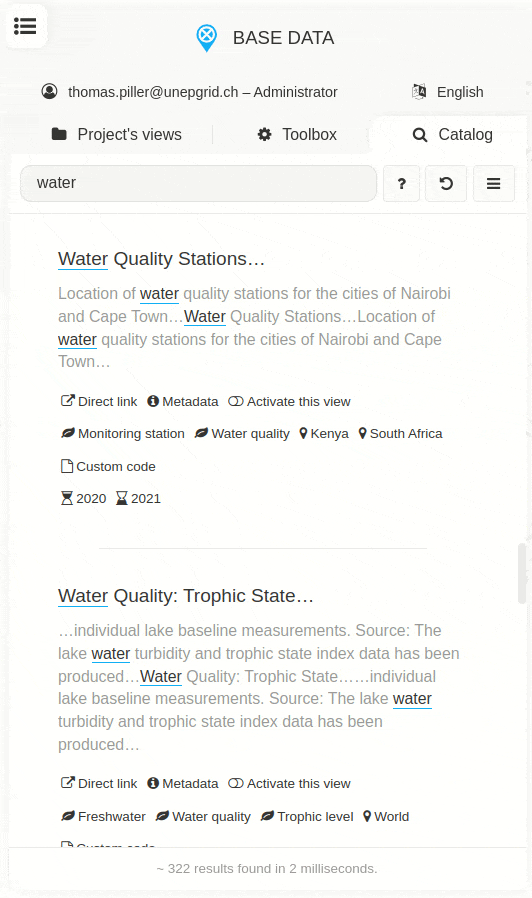 BASE DATA
thomas.piller@unepgrid.ch – Administrator English
Project's views Toolbox Catalog
water ?
Water Quality Stations…
Location of water quality stations for the cities of Nairobi
and Cape Town…Water Quality Stations…Location of
water quality stations for the cities of Nairobi and Cape
Town…
Direct link Metadata Activate this view
Monitoring station Water quality Kenya South Africa
Custom code
2020 2021
Water Quality: Trophic State…
…individual lake baseline measurements. Source: The
lake water turbidity and trophic state index data has been
produced…Water Quality: Trophic State……individual
lake baseline measurements. Source: The lake water
turbidity and trophic state index data has been
produced…
Direct link Metadata Activate this view
Freshwater Water quality Trophic level World
Custom code
~ 322 results found in 2 milliseconds.